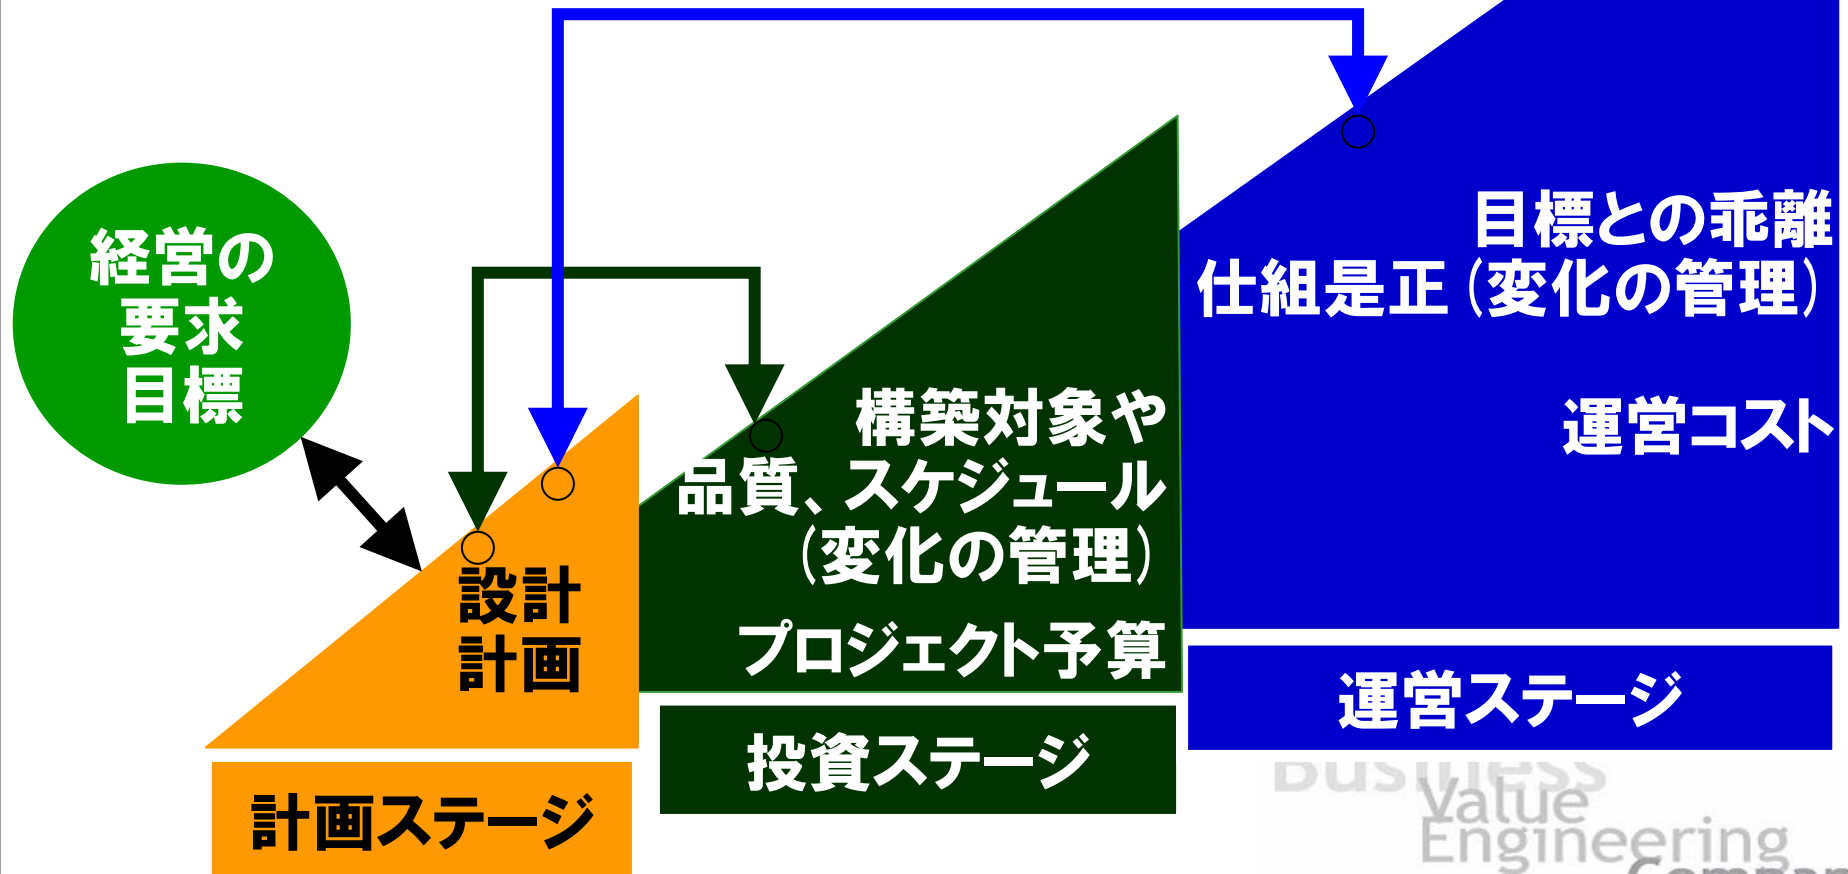 経営の
要求
目標
設計
計画
計画ステージ
構築対象や
品質、スケジュール
(変化の管理)
プロジェクト予算
投資ステージ
目標との乖離
仕組是正(変化の管理)
運営コスト
運営ステージ
Business
Value
Engineering